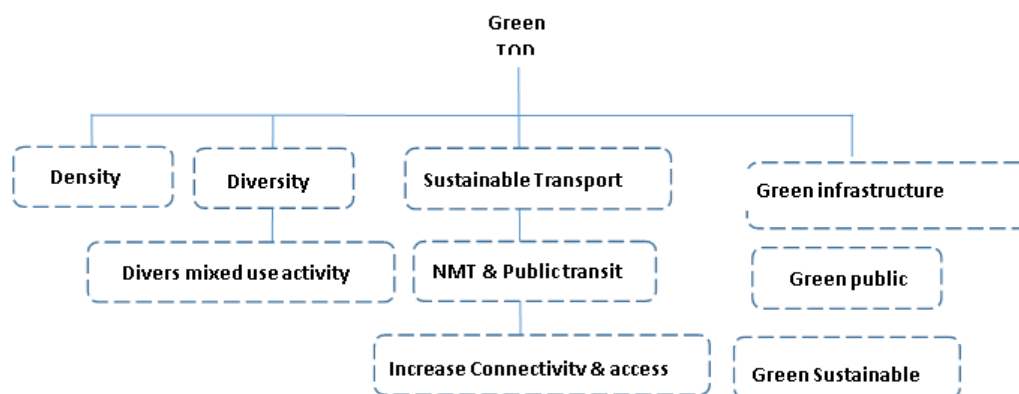 Green
TOD
Density
Diversity
Sustainable Transport
Green infrastructure
Divers mixed use activity
NMT & Public transit
Green public
Increase Connectivity & access
Green Sustainable